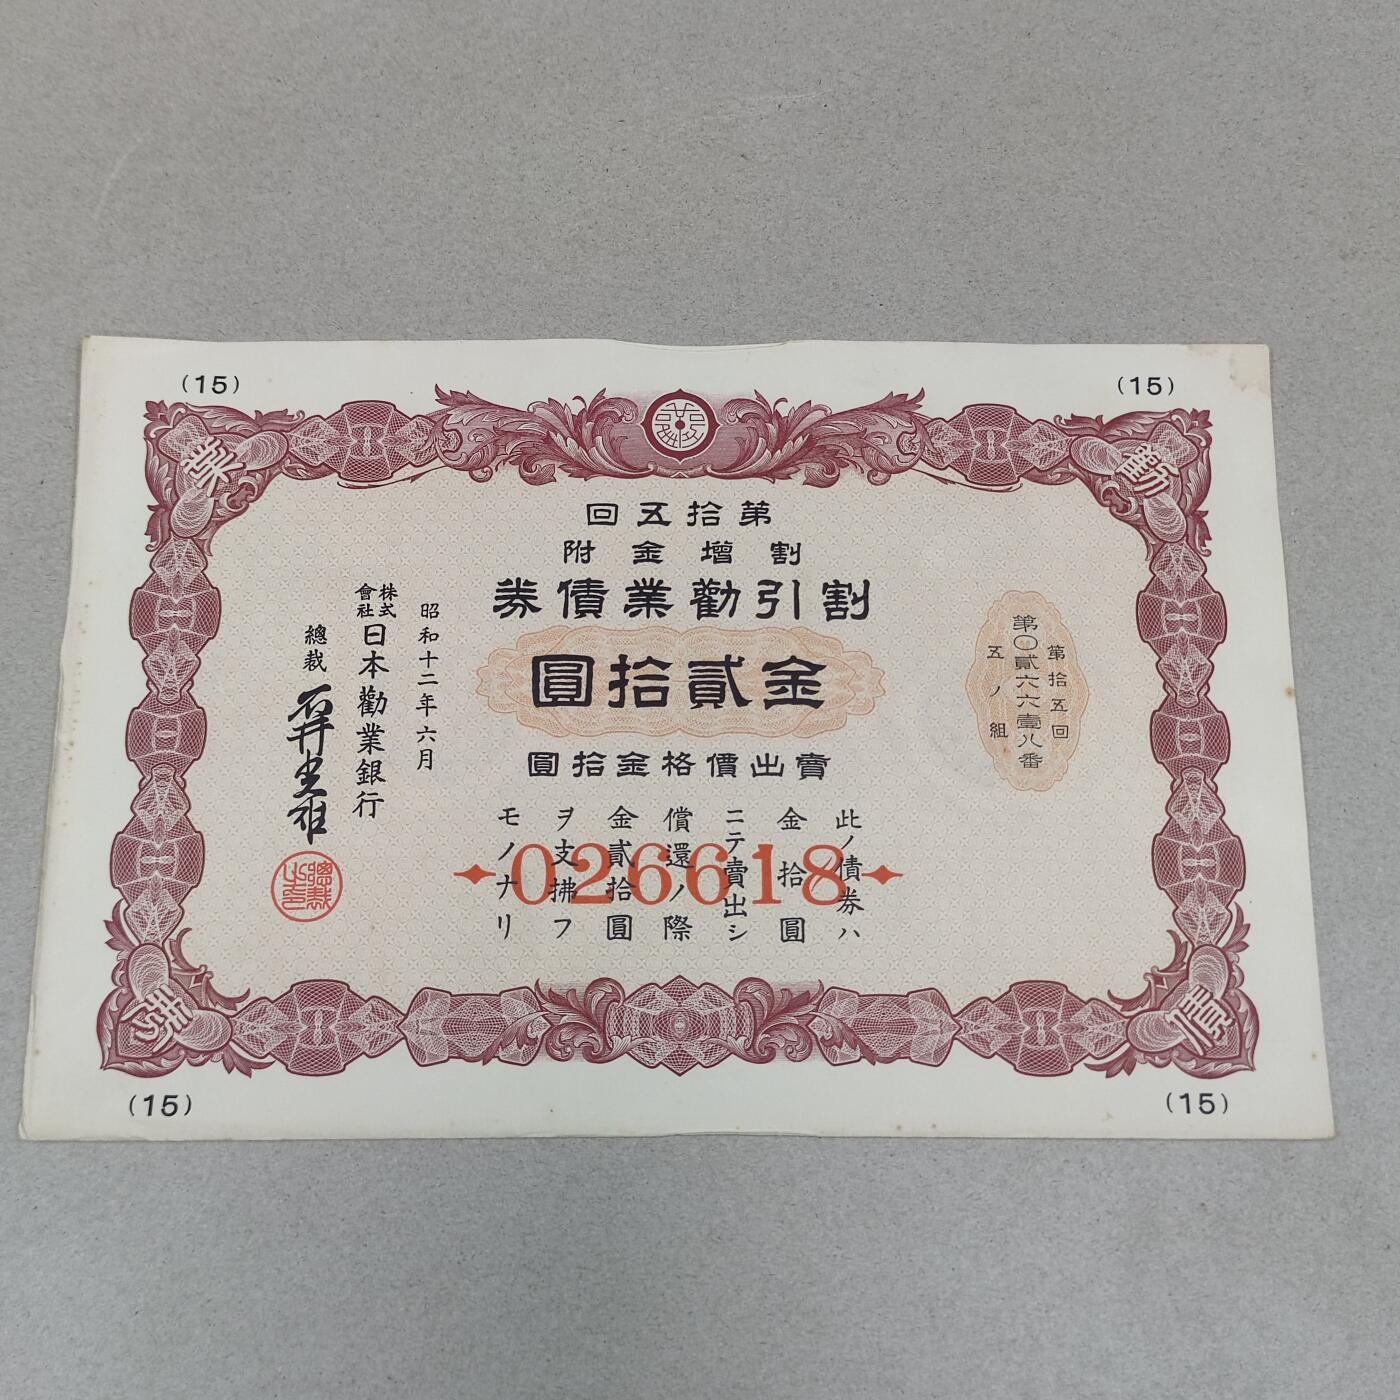 (15)
(15)
勸
業
債
券
回五拾第
附金增割
券債業勸引割
圓拾貳金
圓拾金格價出賣
第拾五回
第〇貳六六壹八番
五ノ組
026618
此ノ債券ハ
金拾圓
ニテ賣出シ
償還ノ際
金貳拾圓
ヲ支拂フ
モノナリ
昭和十二年六月
株式
會社
日本勸業銀行
總裁
(15)
(15)